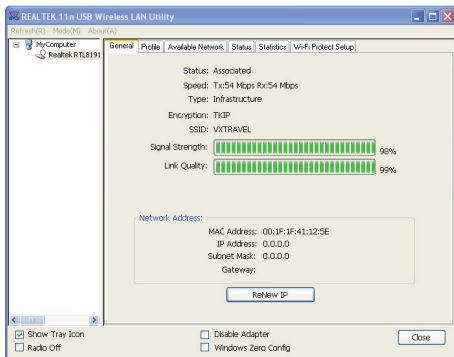 REALTEK 11n USB Wireless LAN Utility
Refresh(R) Mode(M) About(A)
MyComputer
Realtek RTL8191
General Profile Available Network Status Statistics Wi-Fi Protect Setup
Status: Associated
Speed: Tx:54 Mbps Rx:54 Mbps
Type: Infrastructure
Encryption: TKIP
SSID: VXTRAVEL
Signal Strength: 98%
Link Quality: 99%
Network Address:
MAC Address: 00:1F:1F:41:12:5E
IP Address: 0.0.0.0
Subnet Mask: 0.0.0.0
Gateway:
ReNew IP
Show Tray Icon
Radio Off
Disable Adapter
Windows Zero Config
Close